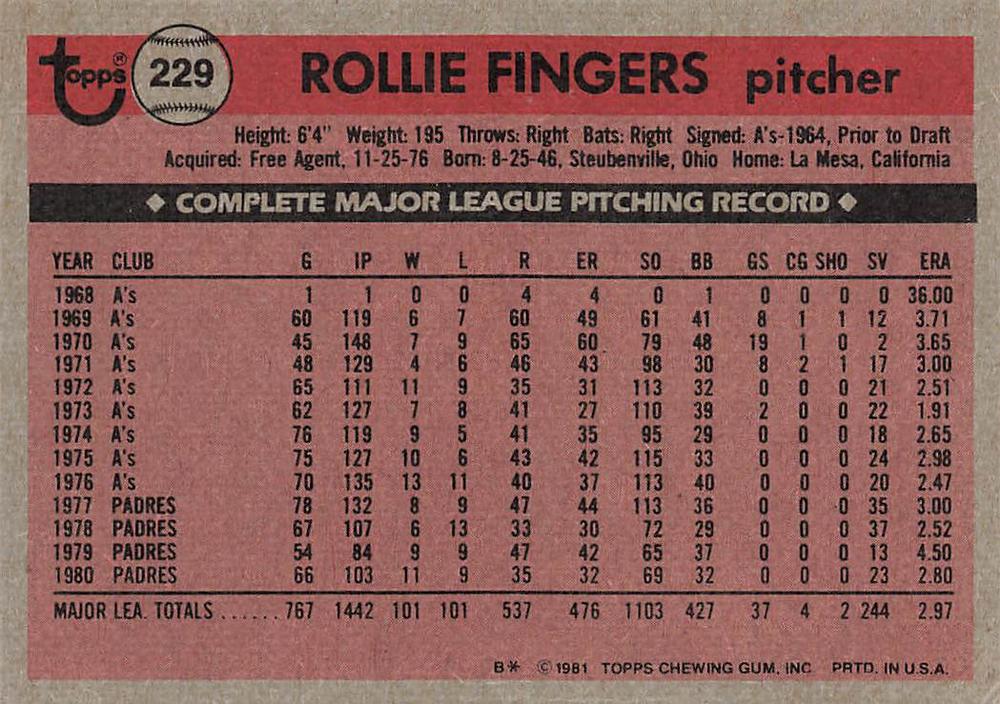 Topps® 229 ROLLIE FINGERS pitcher
Height: 6'4" Weight: 195 Throws: Right Bats: Right Signed: A's-1964, Prior to Draft
Acquired: Free Agent, 11-25-76 Born: 8-25-46, Steubenville, Ohio Home: La Mesa, California
◆ COMPLETE MAJOR LEAGUE PITCHING RECORD ◆
YEAR CLUB G IP W L R ER SO BB GS CG SHO SV ERA
1968 A's 1 1 0 0 4 4 0 1 0 0 0 0 36.00
1969 A's 60 119 6 7 60 49 61 41 8 1 1 12 3.71
1970 A's 45 148 7 9 65 60 79 48 19 1 0 2 3.65
1971 A's 48 129 4 6 46 43 98 30 8 2 1 17 3.00
1972 A's 65 111 11 9 35 31 113 32 0 0 0 21 2.51
1973 A's 62 127 7 8 41 27 110 39 2 0 0 22 1.91
1974 A's 76 119 9 5 41 35 95 29 0 0 0 18 2.65
1975 A's 75 127 10 6 43 42 115 33 0 0 0 24 2.98
1976 A's 70 135 13 11 40 37 113 40 0 0 0 20 2.47
1977 PADRES 78 132 8 9 47 44 113 36 0 0 0 35 3.00
1978 PADRES 67 107 6 13 33 30 72 29 0 0 0 37 2.52
1979 PADRES 54 84 9 9 47 42 65 37 0 0 0 13 4.50
1980 PADRES 66 103 11 9 35 32 69 32 0 0 0 23 2.80
MAJOR LEA. TOTALS ...... 767 1442 101 101 537 476 1103 427 37 4 2 244 2.97
B* © 1981 TOPPS CHEWING GUM, INC PRTD. IN U.S.A.